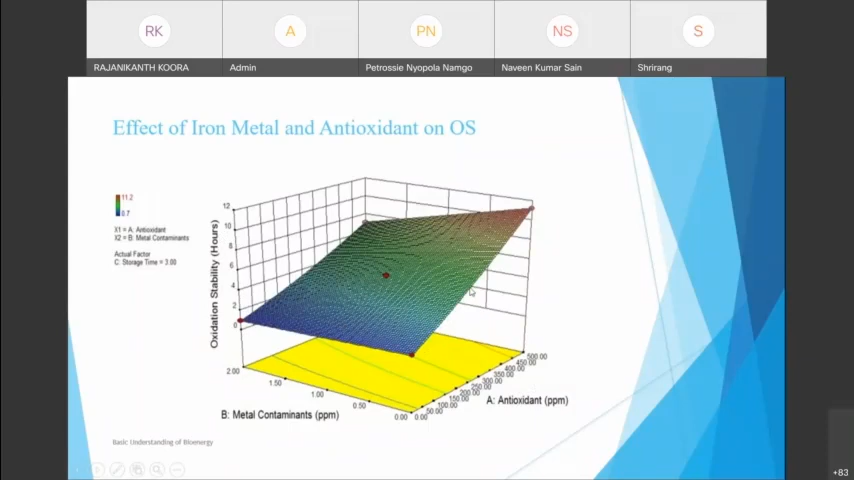 RK
A
PN
NS
S
RAJANIKANTH KOORA
Admin
Petrossie Nyopola Namgo
Naveen Kumar Sain
Shrirang
Effect of Iron Metal and Antioxidant on OS
11.2
0.7
X1 = A: Antioxidant
X2 = B: Metal Contaminants
Actual Factor
C: Storage Time = 3.00
Oxidation Stability (Hours)
12
10
8
6
4
2
0
2.00
1.50
1.00
0.50
0.00
B: Metal Contaminants (ppm)
0.00
50.00
100.00
150.00
200.00
250.00
300.00
350.00
400.00
450.00
500.00
A: Antioxidant (ppm)
Basic Understanding of Bioenergy
+83